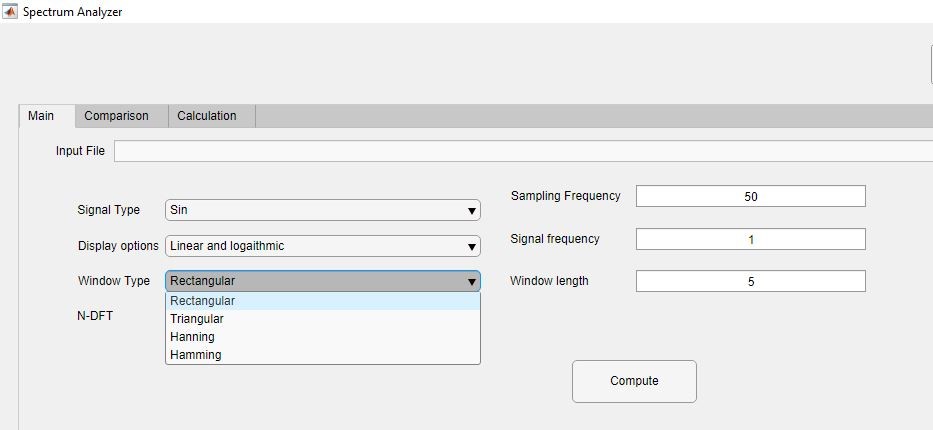 Spectrum Analyzer
Main Comparison Calculation
Input File
Signal Type Sin
Sampling Frequency 50
Display options Linear and logaithmic
Signal frequency 1
Window Type Rectangular
Window length 5
Rectangular
N-DFT
Triangular
Hanning
Hamming
Compute